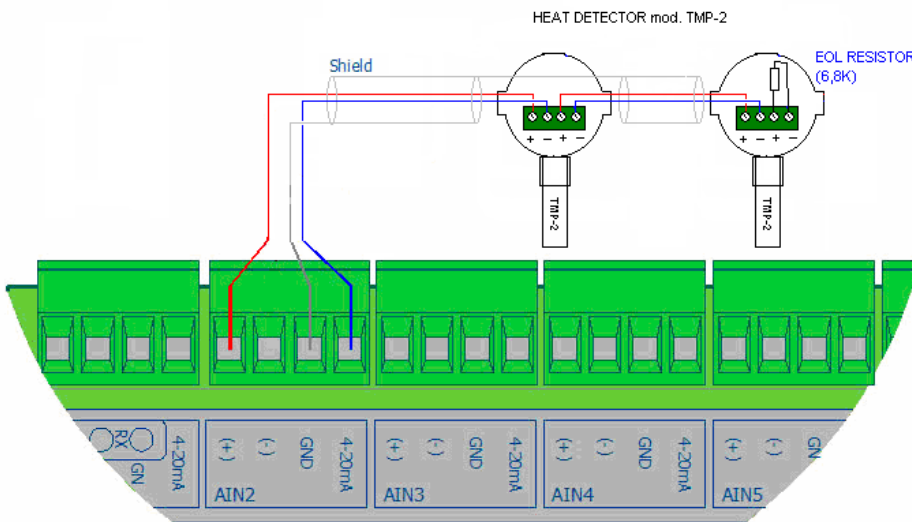 HEAT DETECTOR mod. TMP-2
Shield
EOL RESISTOR
(6,8K)
+ - + -
+ - + -
TMP-2
TMP-2
RX
GN
4-20mA
(+)
(-)
GND
4-20mA
AIN2
(+)
(-)
GND
4-20mA
AIN3
(+)
(-)
GND
4-20mA
AIN4
(+)
(-)
GN
AIN5